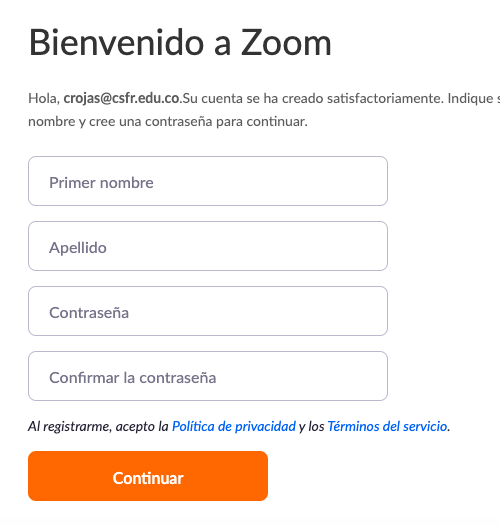 Bienvenido a Zoom
Hola, crojas@csfr.edu.co.Su cuenta se ha creado satisfactoriamente. Indique s
nombre y cree una contraseña para continuar.
Primer nombre
Apellido
Contraseña
Confirmar la contraseña
Al registrarme, acepto la Política de privacidad y los Términos del servicio.
Continuar